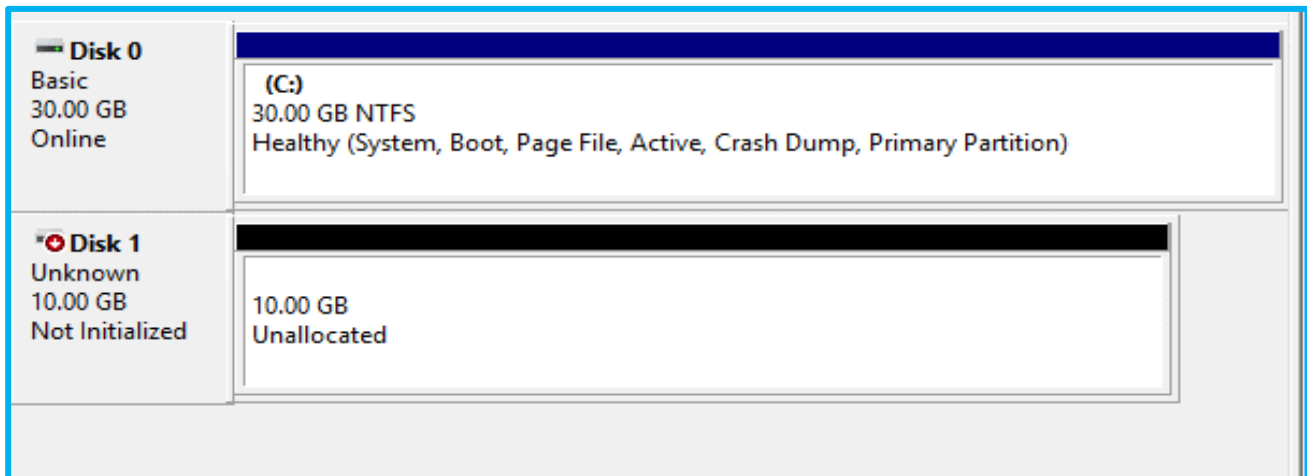 Disk 0
Basic
30.00 GB
Online
(C:)
30.00 GB NTFS
Healthy (System, Boot, Page File, Active, Crash Dump, Primary Partition)
Disk 1
Unknown
10.00 GB
Not Initialized
10.00 GB
Unallocated